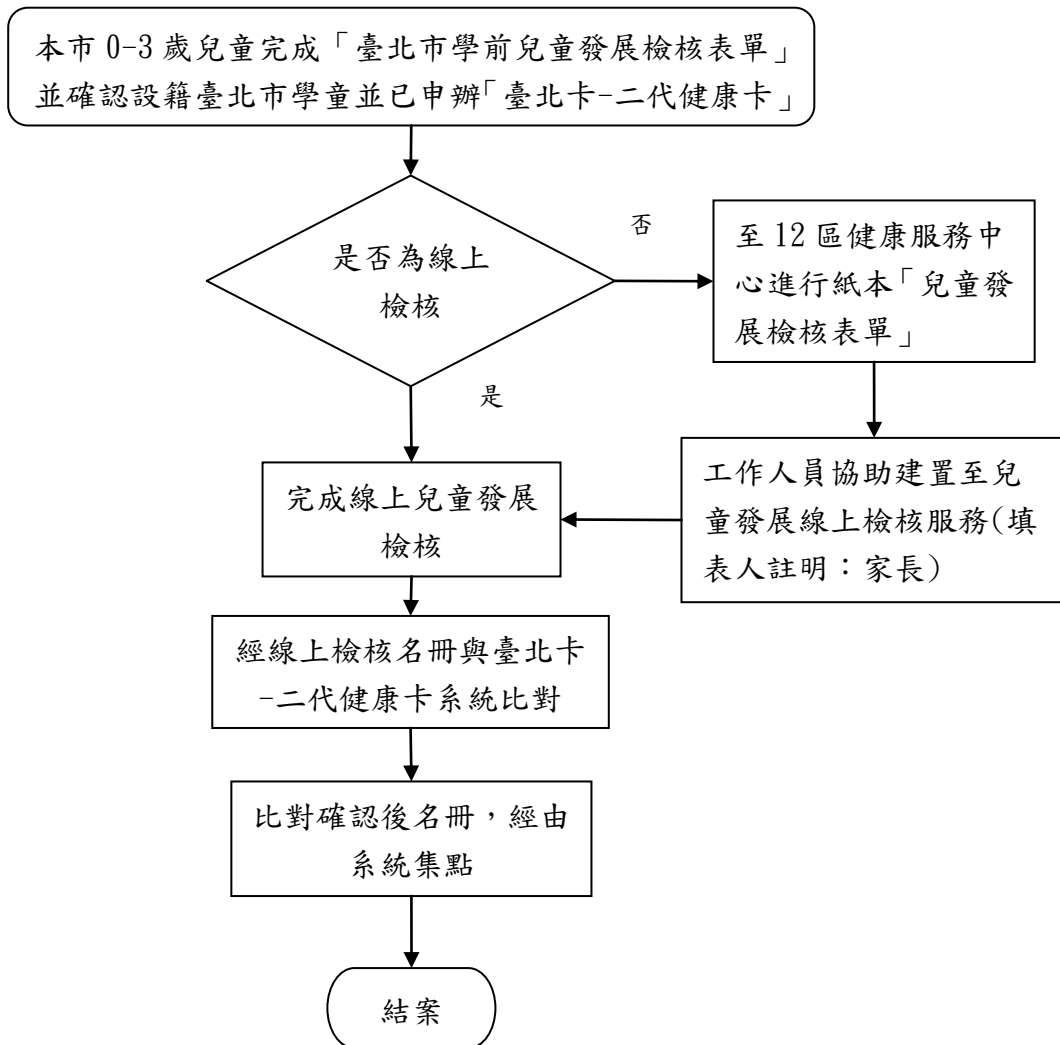 本市 0-3 歲兒童完成「臺北市學前兒童發展檢核表單」
並確認設籍臺北市學童並已申辦「臺北卡-二代健康卡」
是否為線上
檢核
否
至 12 區健康服務中
心進行紙本「兒童發
展檢核表單」
是
工作人員協助建置至兒
童發展線上檢核服務(填
表人註明：家長)
完成線上兒童發展
檢核
經線上檢核名冊與臺北卡
-二代健康卡系統比對
比對確認後名冊，經由
系統集點
結案